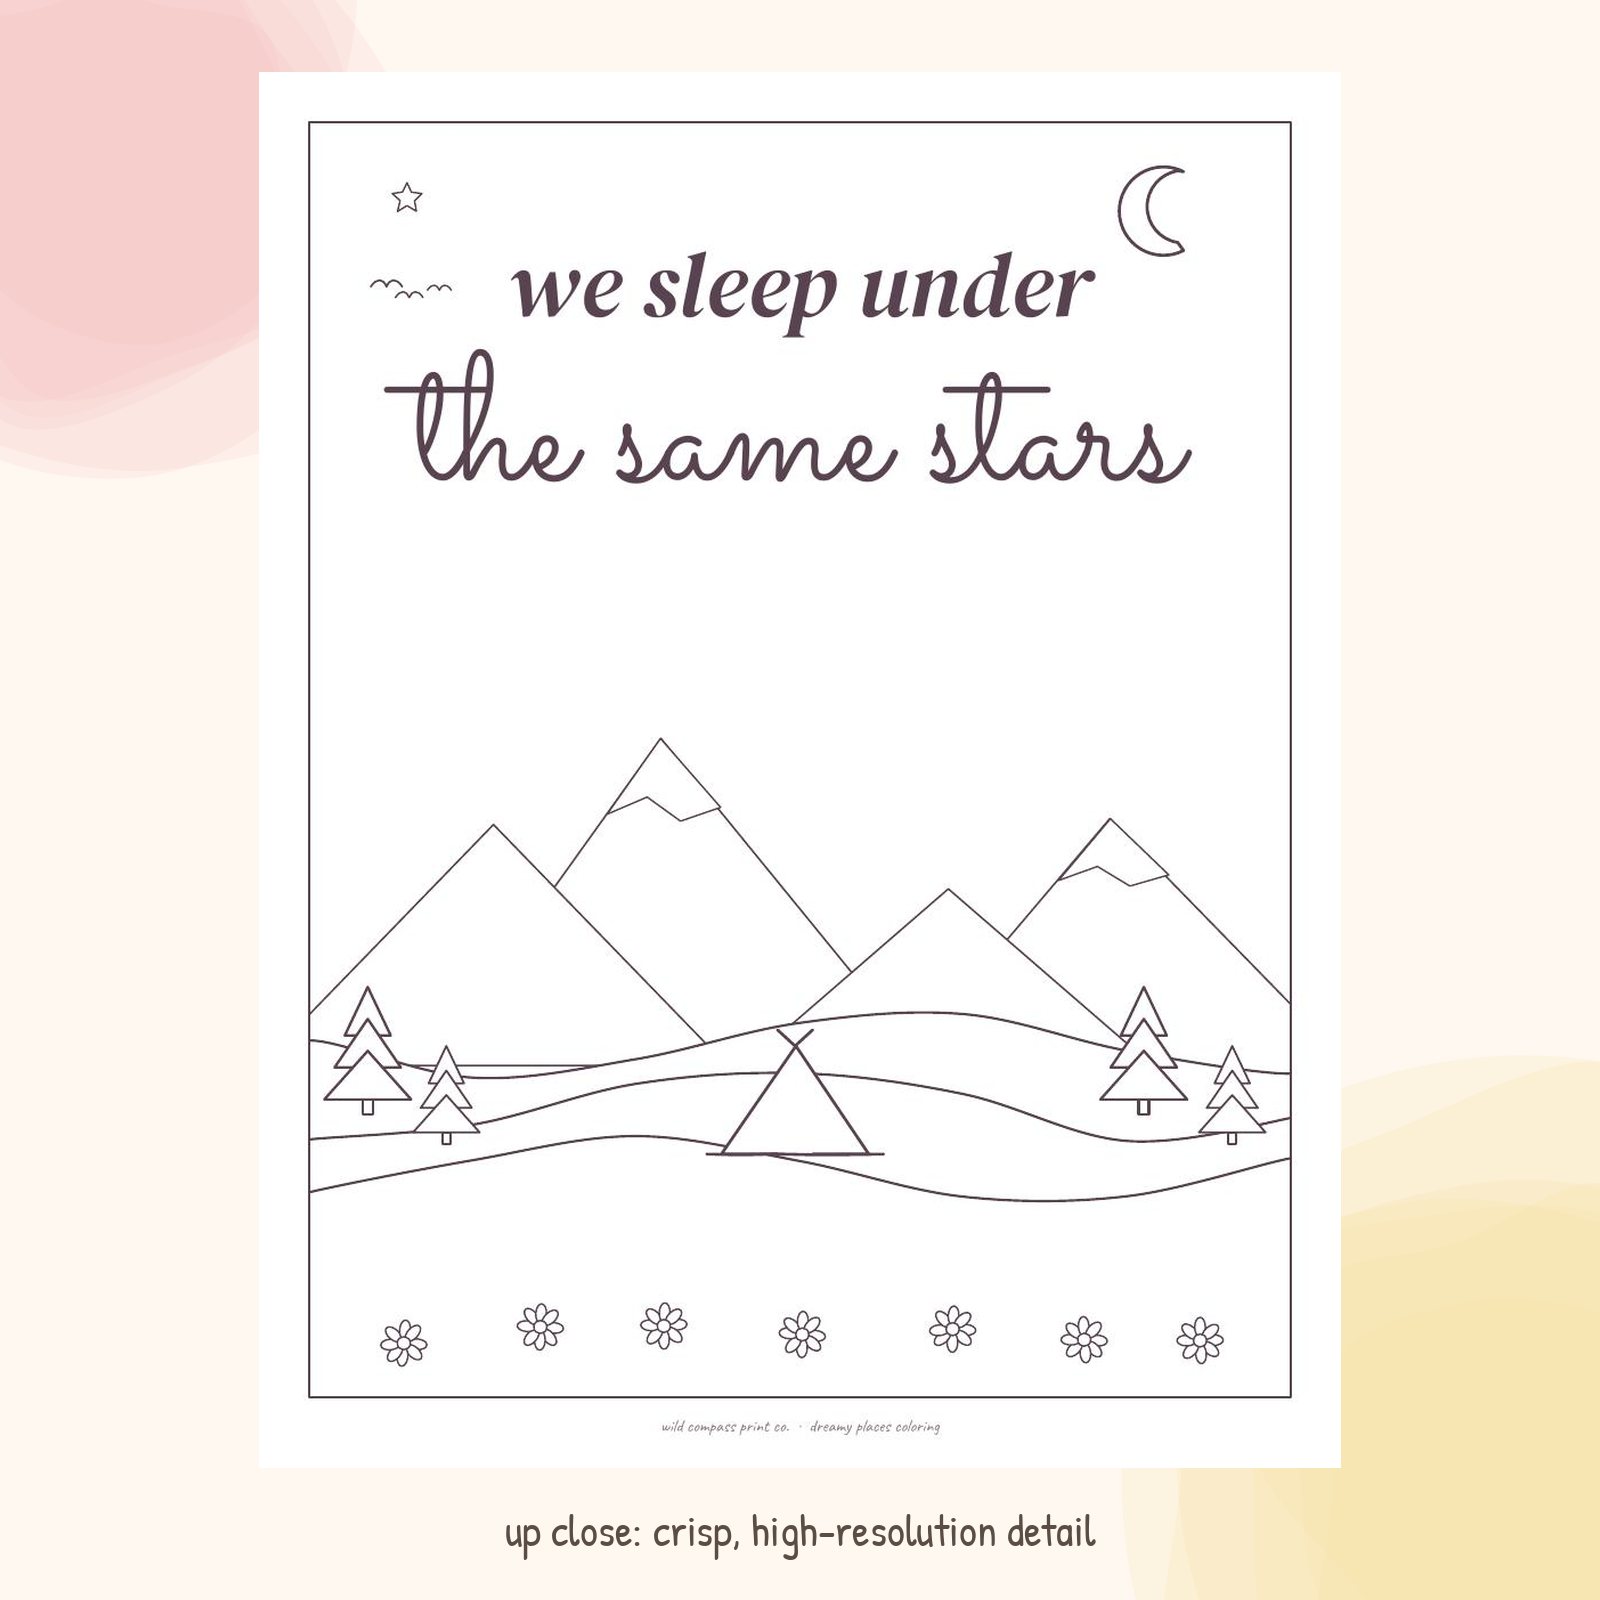 we sleep under
the same stars
wild compass print co. · dreamy places coloring
up close: crisp, high-resolution detail